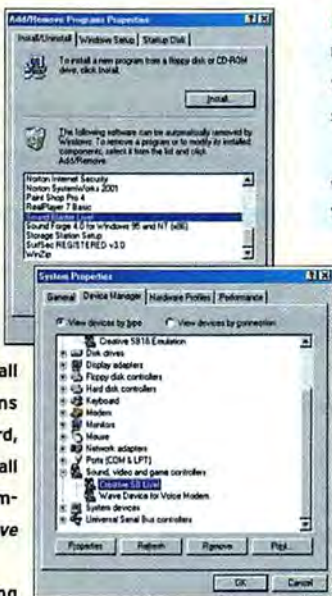 Add/Remove Programs Properties
Install/Uninstall Windows Setup Startup Disk
To install a new program from a floppy disk or CD-ROM
drive, click Install.
Install...
The following software can be automatically removed by
Windows. To remove a program or to modify its installed
components, select it from the list and click
Add/Remove.
Norton Internet Security
Norton SystemWorks 2001
Paint Shop Pro 4
RealPlayer 7 Basic
Sound Blaster Live!
Sound Forge 4.0 for Windows 95 and NT (x86)
Storage Station Setup
SurfSec REGISTERED v3.0
WinZip
System Properties
General Device Manager Hardware Profiles Performance
View devices by type View devices by connection
Creative SB16 Emulation
Disk drives
Display adapters
Floppy disk controllers
Hard disk controllers
Keyboard
Modem
Monitors
Mouse
Network adapters
Ports (COM & LPT)
Sound, video and game controllers
Creative SB Live!
Wave Device for Voice Modem
System devices
Universal Serial Bus controllers
Properties Refresh Remove Print...
OK Cancel
all
ns
rd,
all
m-
ve
ng